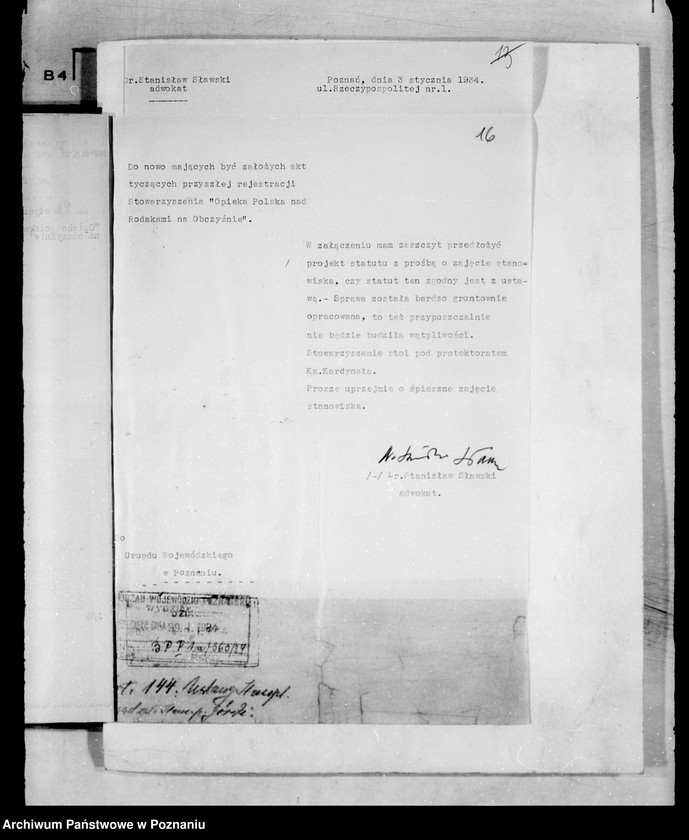 B4
13
Dr.Stanisław Sławski
adwokat
Poznań, dnia 3 stycznia 1934.
ul.Rzeczypospolitej nr.1.
16
Do nowo mających być założych akt
tyczących przyszłej rejestracji
Stowarzyszenia "Opieka Polska nad
Rodakami na Obczyźnie".
W załączeniu mam zaszczyt przedłożyć
projekt statutu z prośbą o zajęcie stano=
wiska, czy statut ten zgodny jest z usta-
wą.- Sprawa została bardzo gruntownie
opracowana, to też przypuszczalnie
nie będzie budziła wątpliwości.
Stowarzyszenie stoi pod protektoratem
Ks.Kardynała.
Proszę uprzejmie o śpieszne zajęcie
stanowiska.
/-/ Dr.Stanisław Sławski
adwokat.
Do
Urzędu Wojewódzkiego
w Poznaniu.
URZĄD WOJEWÓDZKI POZNAŃSKI
144.
Archiwum Państwowe w Poznaniu